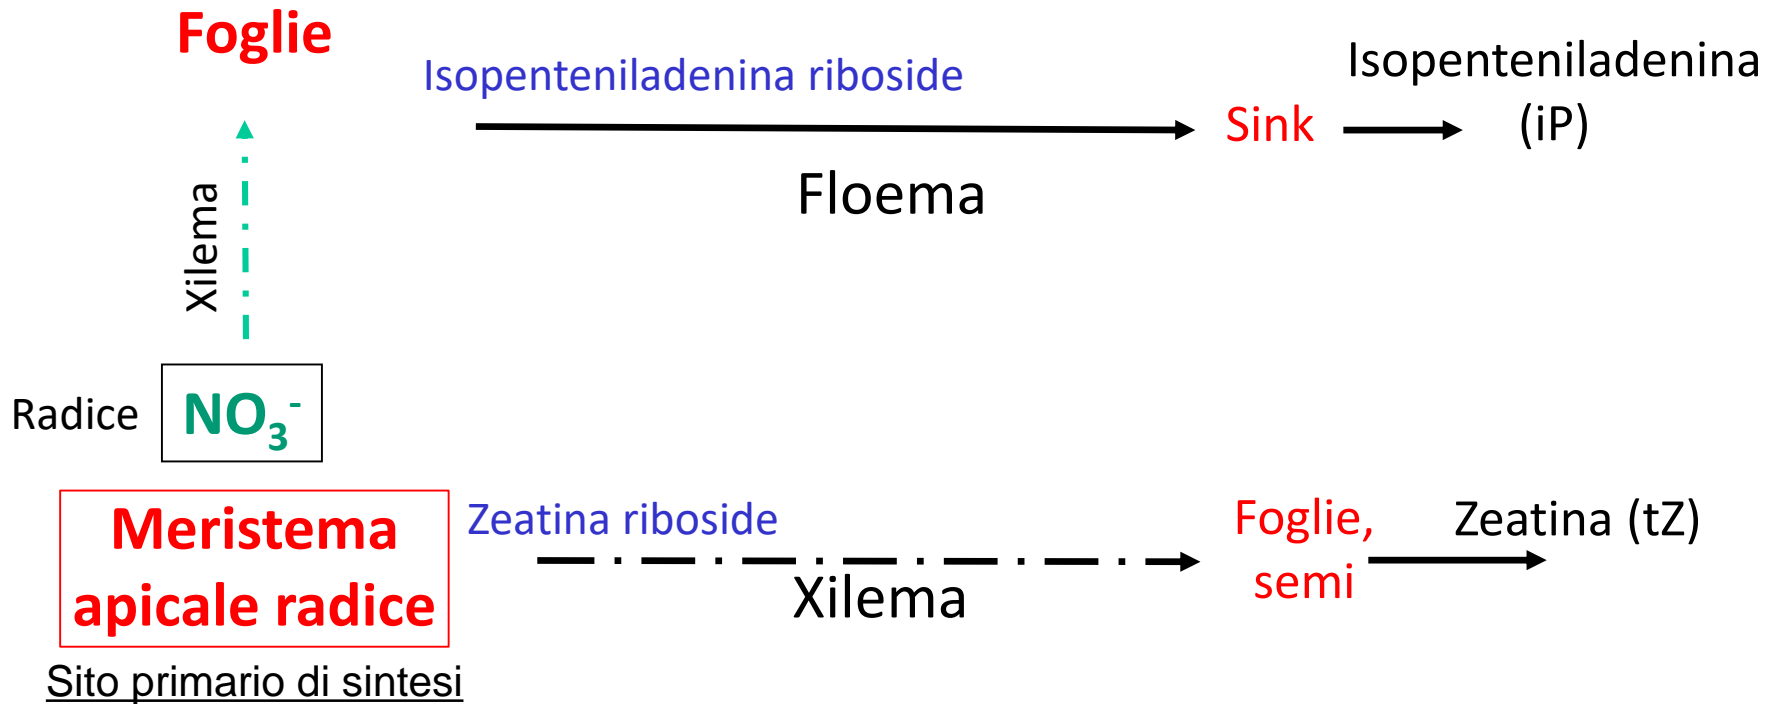 Foglie
Isopenteniladenina riboside
Isopenteniladenina
(iP)
Sink
Floema
Xilema
Radice
NO₃⁻
Meristema
apicale radice
Sito primario di sintesi
Zeatina riboside
Xilema
Foglie,
semi
Zeatina (tZ)